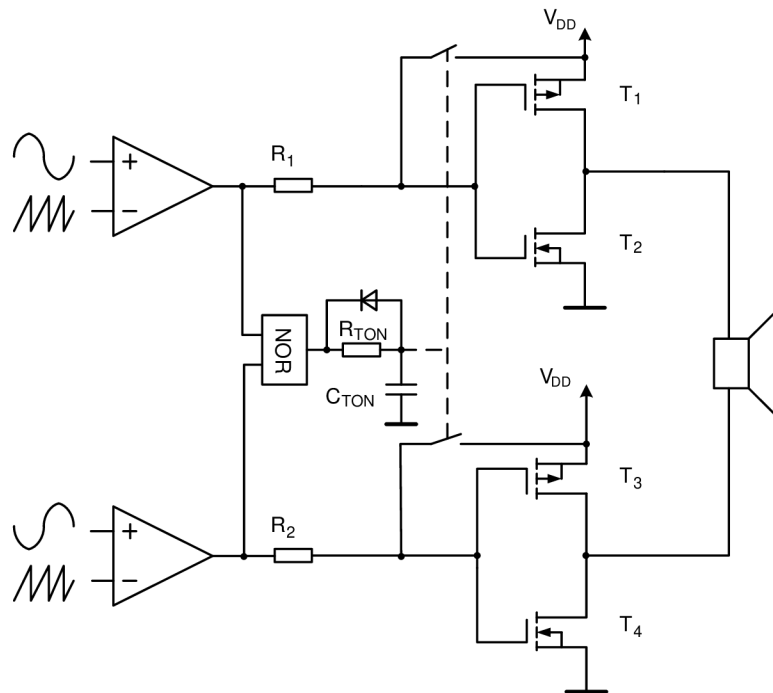 V_DD
T_1
R_1
+
−
T_2
NOR
R_TON
C_TON
V_DD
T_3
R_2
+
−
T_4